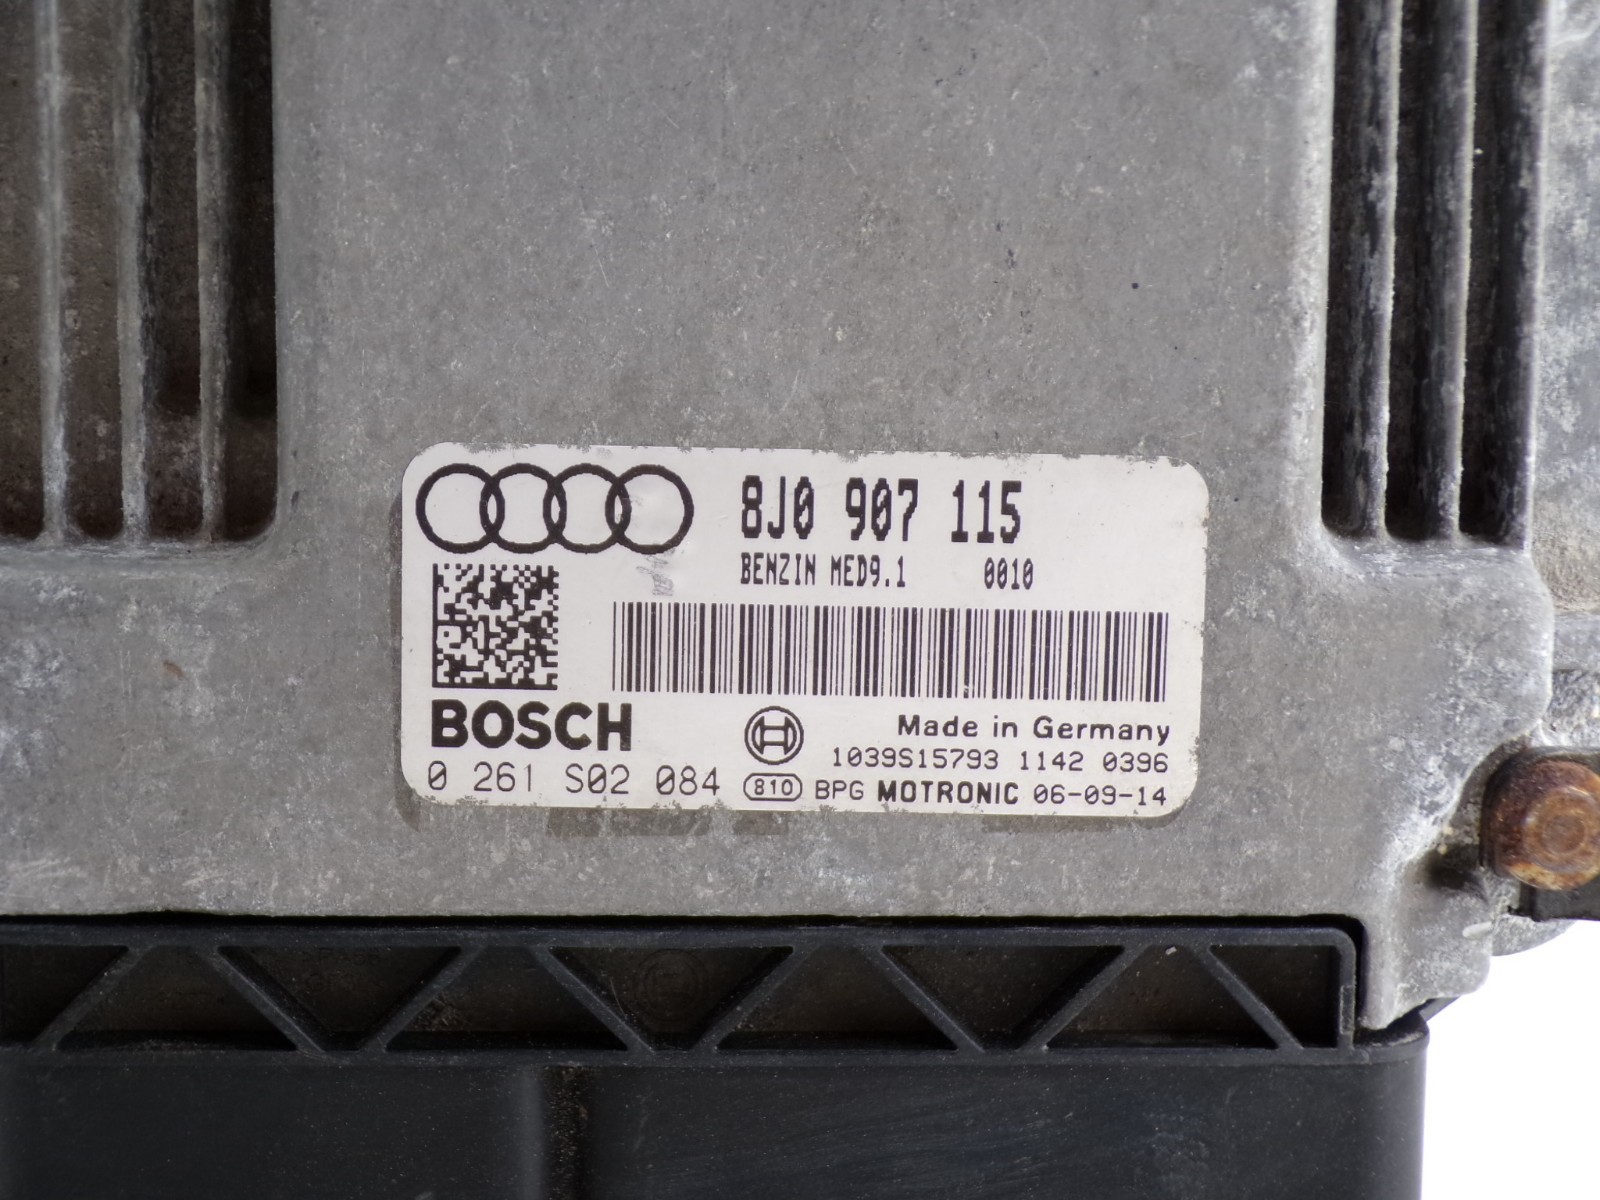 8J0 907 115
BENZIN MED9.1 0010
BOSCH
Made in Germany
1039S15793 1142 0396
0 261 S02 084 810 BPG MOTRONIC 06-09-14